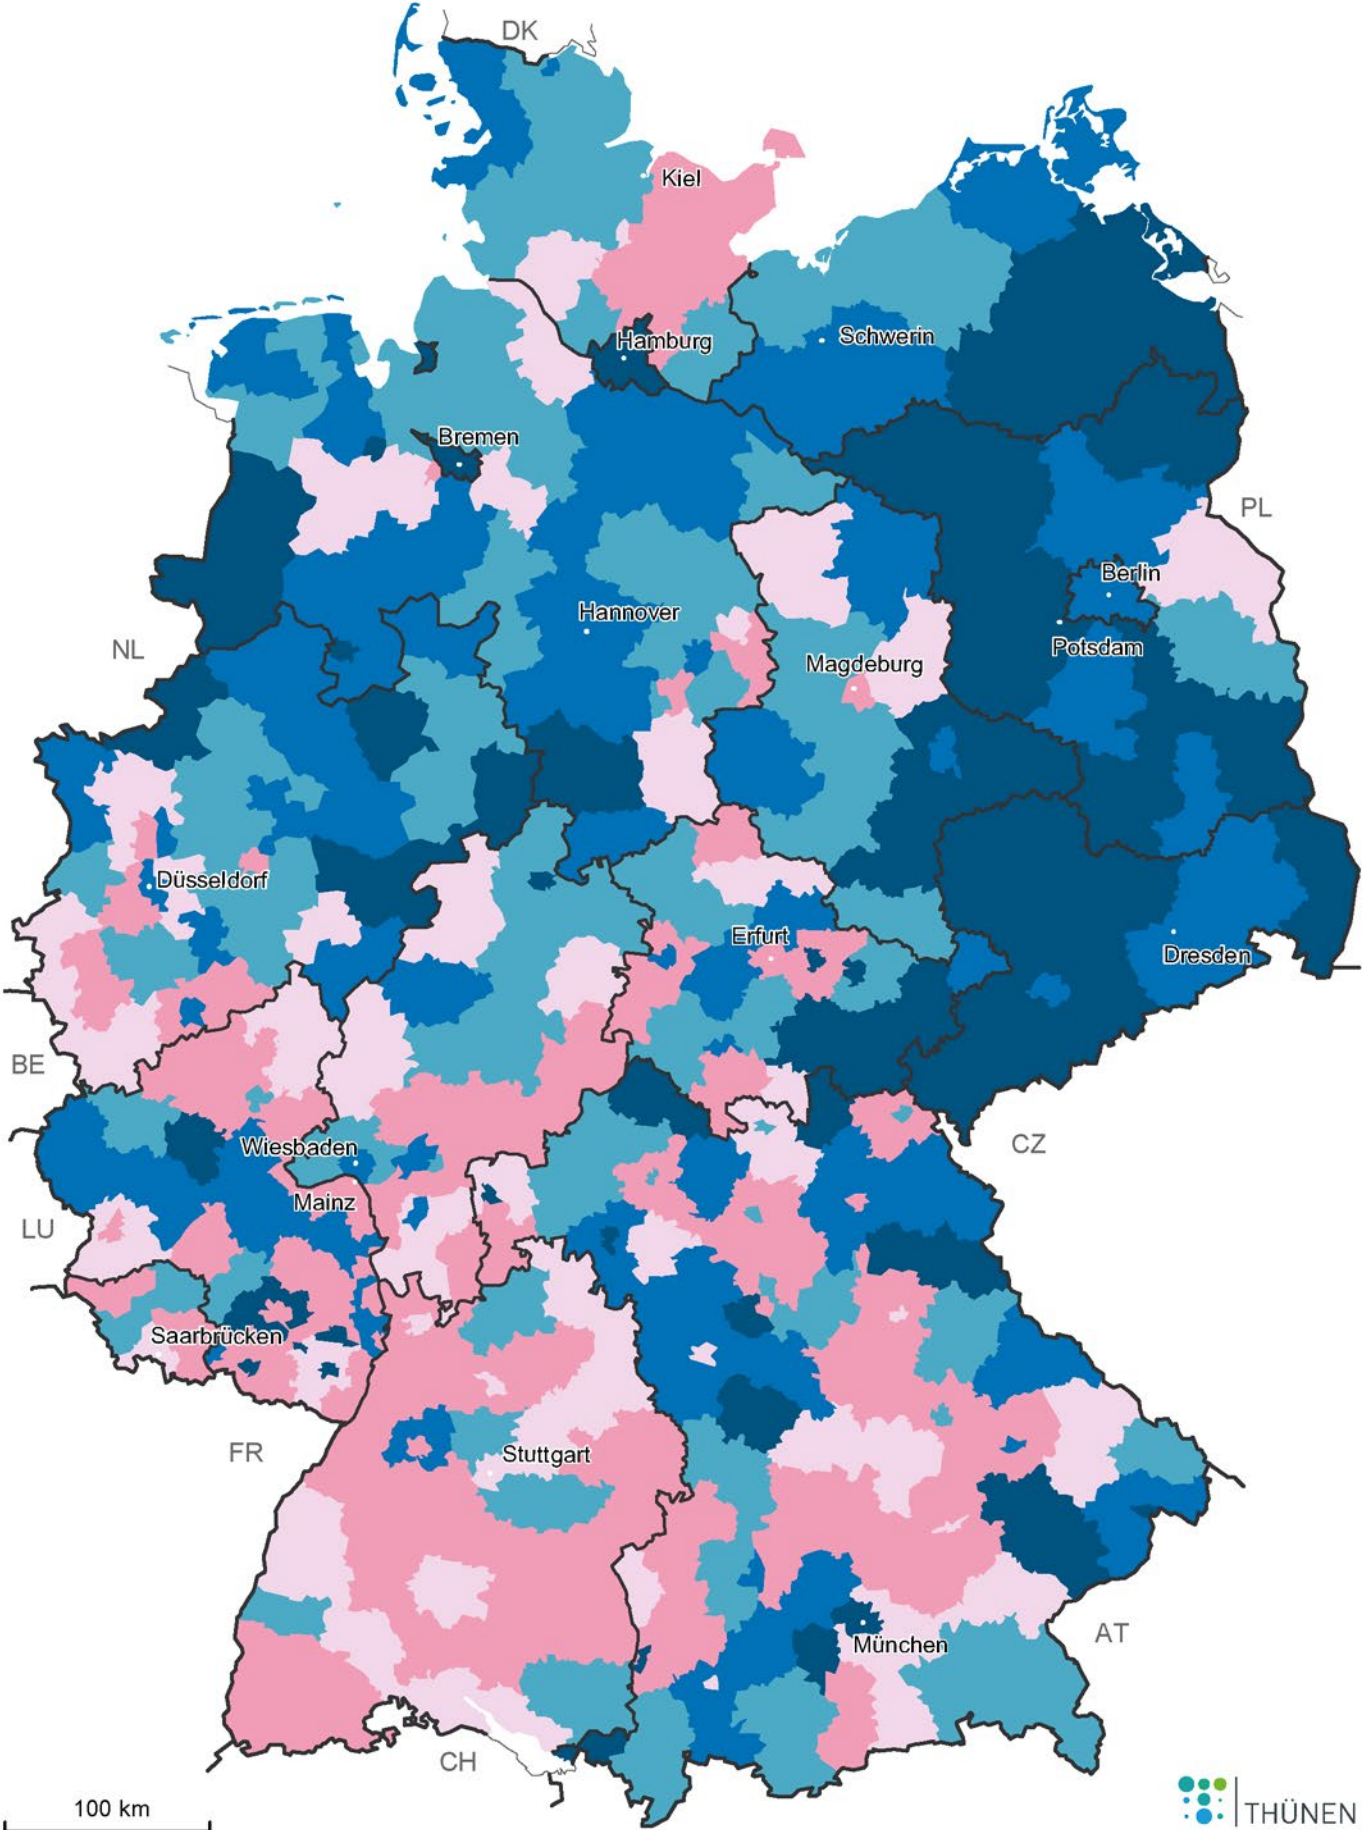 DK
Kiel
Hamburg
Schwerin
Bremen
PL
Berlin
Hannover
NL
Potsdam
Magdeburg
Düsseldorf
Erfurt
Dresden
BE
Wiesbaden
CZ
Mainz
LU
Saarbrücken
FR
Stuttgart
AT
München
CH
100 km
THÜNEN